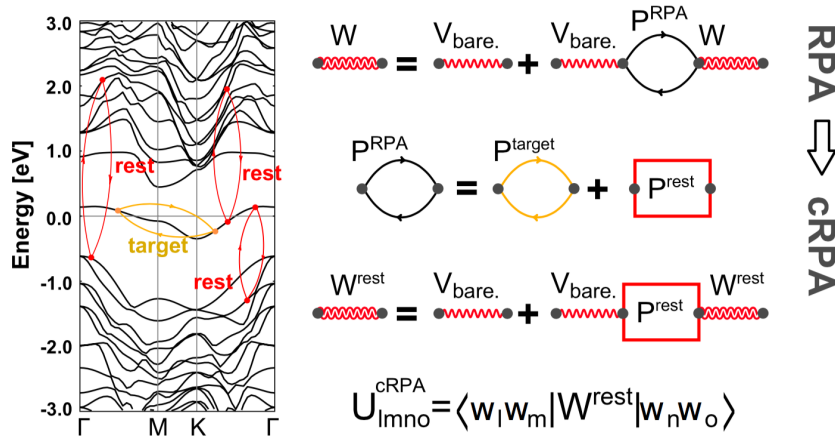 3.0
2.0
1.0
0.0
-1.0
-2.0
-3.0
Energy [eV]
Γ M K Γ
rest
rest
target
rest
W = V_bare. + V_bare. P^RPA W
P^RPA = P^target + P^rest
W^rest = V_bare. + V_bare. P^rest W^rest
U_lmno^cRPA = ⟨w_l w_m|W^rest|w_n w_o⟩
RPA
cRPA